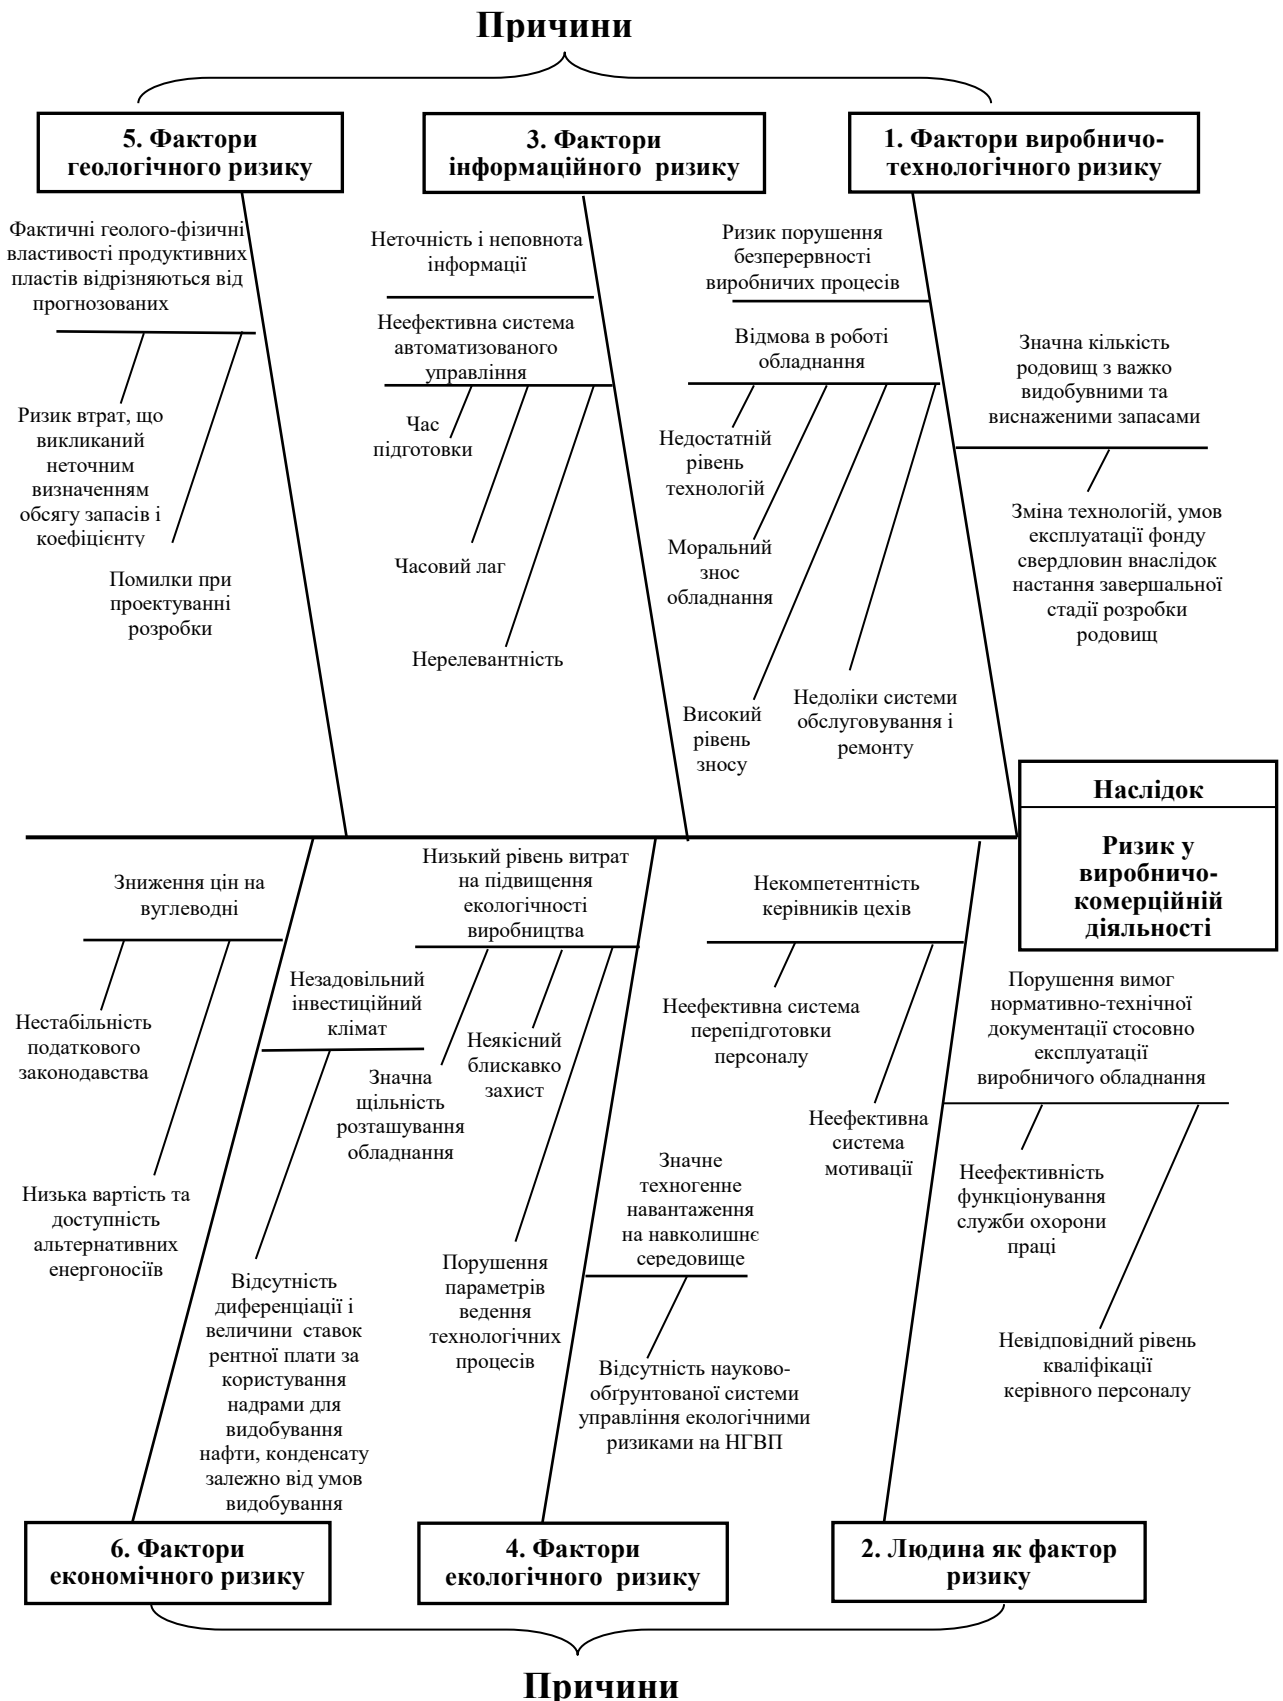 Причини
5. Фактори
геологічного ризику
3. Фактори
інформаційного ризику
1. Фактори виробничо-
технологічного ризику
Фактичні геолого-фізичні
властивості продуктивних
пластів відрізняються від
прогнозованих
Ризик втрат, що
викликаний
неточним
визначенням
обсягу запасів і
коефіцієнту
Помилки при
проектуванні
розробки
Неточність і неповнота
інформації
Неефективна система
автоматизованого
управління
Час
підготовки
Часовий лаг
Нерелевантність
Ризик порушення
безперервності
виробничих процесів
Відмова в роботі
обладнання
Недостатній
рівень
технологій
Моральний
знос
обладнання
Високий
рівень
зносу
Недоліки системи
обслуговування і
ремонту
Значна кількість
родовищ з важко
видобувними та
виснаженими запасами
Зміна технологій, умов
експлуатації фонду
свердловин внаслідок
настання завершальної
стадії розробки
родовищ
Наслідок
Ризик у
виробничо-
комерційній
діяльності
Зниження цін на
вуглеводні
Нестабільність
податкового
законодавства
Низька вартість та
доступність
альтернативних
енергоносіїв
Незадовільний
інвестиційний
клімат
Відсутність
диференціації і
величини ставок
рентної плати за
користування
надрами для
видобування
нафти, конденсату
залежно від умов
видобування
Низький рівень витрат
на підвищення
екологічності
виробництва
Значна
щільність
розташування
обладнання
Неякісний
блискавко
захист
Порушення
параметрів
ведення
технологічних
процесів
Значне
техногенне
навантаження
на навколишнє
середовище
Відсутність науково-
обґрунтованої системи
управління екологічними
ризиками на НГВП
Некомпетентність
керівників цехів
Неефективна система
перепідготовки
персоналу
Неефективна
система
мотивації
Порушення вимог
нормативно-технічної
документації стосовно
експлуатації
виробничого обладнання
Неефективність
функціонування
служби охорони
праці
Невідповідний рівень
кваліфікації
керівного персоналу
6. Фактори
економічного ризику
4. Фактори
екологічного ризику
2. Людина як фактор
ризику
Причини